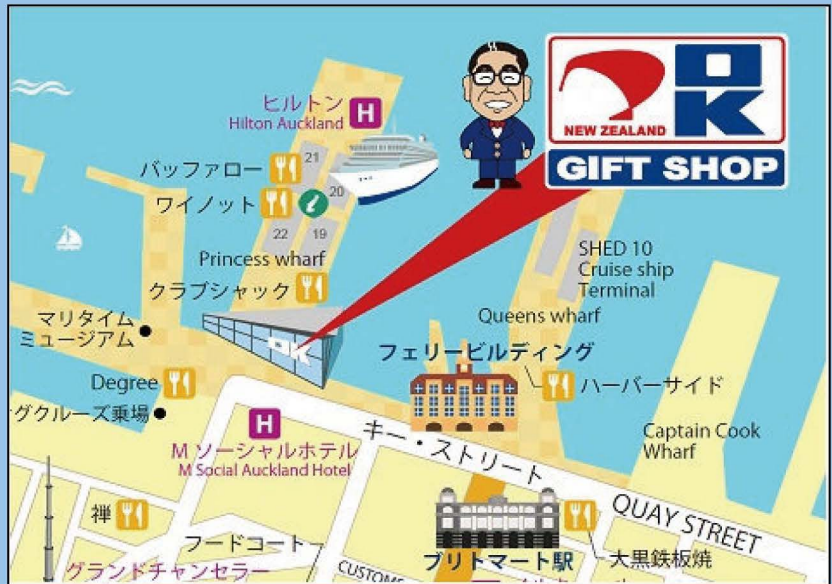 ヒルトン
Hilton Auckland
H
NEW ZEALAND
OK
GIFT SHOP
バッファロー
21
ワイノット
20
22
19
Princess wharf
クラブシャック
SHED 10
Cruise ship
Terminal
Queens wharf
マリタイム
ミュージアム
OK
フェリービルディング
Degree
ハーバーサイド
グクルーズ乗場
H
M ソーシャルホテル
M Social Auckland Hotel
キー・ストリート
Captain Cook
Wharf
QUAY STREET
禅
フードコート
グランドチャンセラー
CUSTOMS
ブリトマート駅
大黒鉄板焼